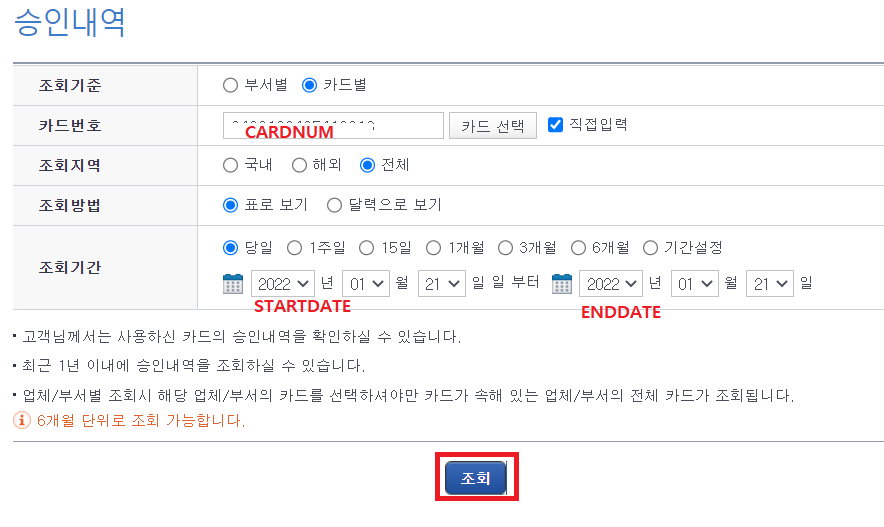 승인내역
조회기준 부서별 카드별
카드번호 CARDNUM 카드 선택 직접입력
조회지역 국내 해외 전체
조회방법 표로 보기 달력으로 보기
조회기간 당일 1주일 15일 1개월 3개월 6개월 기간설정
2022 년 01 월 21 일 일 부터 2022 년 01 월 21 일
STARTDATE ENDDATE
• 고객님께서는 사용하신 카드의 승인내역을 확인하실 수 있습니다.
• 최근 1년 이내에 승인내역을 조회하실 수 있습니다.
• 업체/부서별 조회시 해당 업체/부서의 카드를 선택하셔야만 카드가 속해 있는 업체/부서의 전체 카드가 조회됩니다.
6개월 단위로 조회 가능합니다.
조회